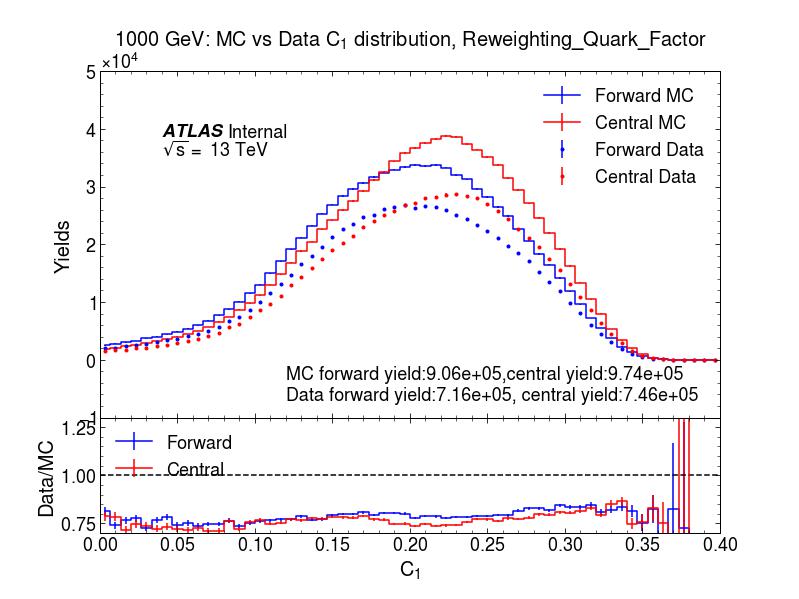 1000 GeV: MC vs Data C₁ distribution, Reweighting_Quark_Factor
×10⁴
5
4
3
2
1
0
−1
Yields
ATLAS Internal
√s = 13 TeV
Forward MC
Central MC
Forward Data
Central Data
MC forward yield:9.06e+05,central yield:9.74e+05
Data forward yield:7.16e+05, central yield:7.46e+05
1.25
1.00
0.75
Data/MC
Forward
Central
0.00 0.05 0.10 0.15 0.20 0.25 0.30 0.35 0.40
C₁